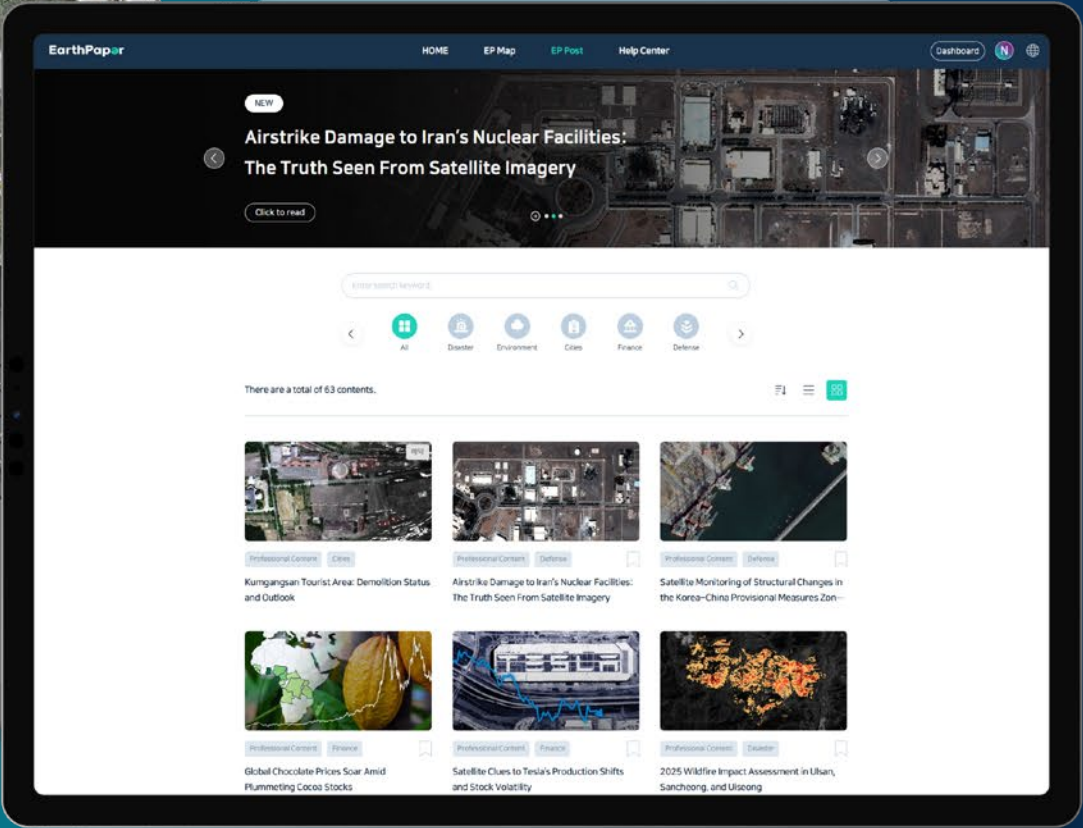 EarthPaper
HOME
EP Map
EP Post
Help Center
Dashboard
N
NEW
Airstrike Damage to Iran's Nuclear Facilities:
The Truth Seen From Satellite Imagery
Click to read
Enter search keyword.
All
Disaster
Environment
Cities
Finance
Defense
There are a total of 63 contents.
Professional Content
Cities
Kumgangsan Tourist Area: Demolition Status
and Outlook
Professional Content
Defense
Airstrike Damage to Iran's Nuclear Facilities:
The Truth Seen From Satellite Imagery
Professional Content
Defense
Satellite Monitoring of Structural Changes in
the Korea-China Provisional Measures Zon...
Professional Content
Finance
Global Chocolate Prices Soar Amid
Plummeting Cocoa Stocks
Professional Content
Finance
TESLA
Satellite Clues to Tesla's Production Shifts
and Stock Volatility
Professional Content
Disaster
2025 Wildfire Impact Assessment in Ulsan,
Sancheong, and Uiseong